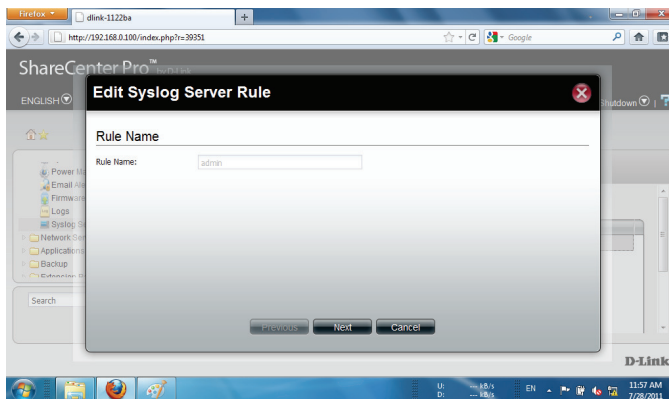 Firefox
dlink-1122ba
http://192.168.0.100/index.php?r=39351
Google
ShareCenter Pro™
ENGLISH
Shutdown
Edit Syslog Server Rule
Rule Name
Rule Name:
admin
Power
Email
Firmware
Logs
Syslog
Network
Applications
Backup
Search
Previous
Next
Cancel
D-Link
U: --- kB/s
D: --- kB/s
EN
11:57 AM
7/28/2011